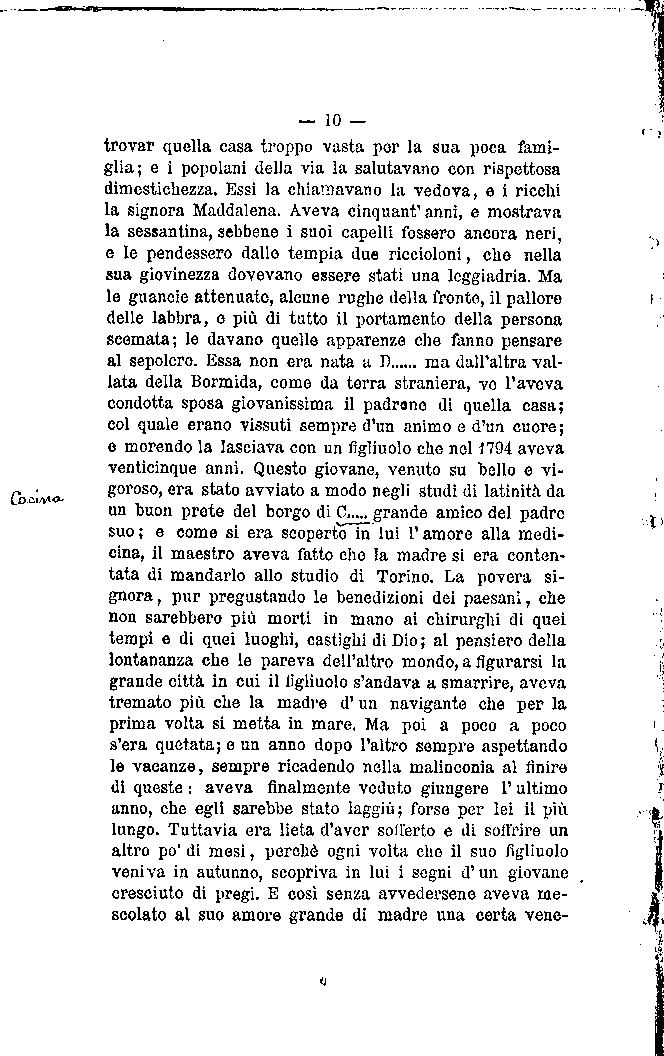 — 10 —
trovar quella casa troppo vasta per la sua poca fami-
glia; e i popolani della via la salutavano con rispettosa
dimestichezza. Essi la chiamavano la vedova, e i ricchi
la signora Maddalena. Aveva cinquant' anni, e mostrava
la sessantina, sebbene i suoi capelli fossero ancora neri,
e le pendessero dalle tempia due riccioloni, che nella
sua giovinezza dovevano essere stati una leggiadria. Ma
le guancie attenuate, alcune rughe della fronte, il pallore
delle labbra, e più di tutto il portamento della persona
scemata; le davano quelle apparenze che fanno pensare
al sepolcro. Essa non era nata a D...... ma dall'altra val-
lata della Bormida, come da terra straniera, ve l'aveva
condotta sposa giovanissima il padrone di quella casa;
col quale erano vissuti sempre d'un animo e d'un cuore;
e morendo la lasciava con un figliuolo che nel 1794 aveva
venticinque anni. Questo giovane, venuto su bello e vi-
goroso, era stato avviato a modo negli studi di latinità da
un buon prete del borgo di C..... grande amico del padre
suo; e come si era scoperto in lui l' amore alla medi-
cina, il maestro aveva fatto che la madre si era conten-
tata di mandarlo allo studio di Torino. La povera si-
gnora, pur pregustando le benedizioni dei paesani, che
non sarebbero più morti in mano ai chirurghi di quei
tempi e di quei luoghi, castighi di Dio; al pensiero della
lontananza che le pareva dell'altro mondo, a figurarsi la
grande città in cui il figliuolo s'andava a smarrire, aveva
tremato più che la madre d' un navigante che per la
prima volta si metta in mare. Ma poi a poco a poco
s'era quetata; e un anno dopo l'altro sempre aspettando
le vacanze, sempre ricadendo nella malinconia al finire
di queste: aveva finalmente veduto giungere l' ultimo
anno, che egli sarebbe stato laggiù; forse per lei il più
lungo. Tuttavia era lieta d'aver sofferto e di soffrire un
altro po' di mesi, perchè ogni volta che il suo figliuolo
veniva in autunno, scopriva in lui i segni d' un giovane
cresciuto di pregi. E così senza avvedersene aveva me-
scolato al suo amore grande di madre una certa vene-